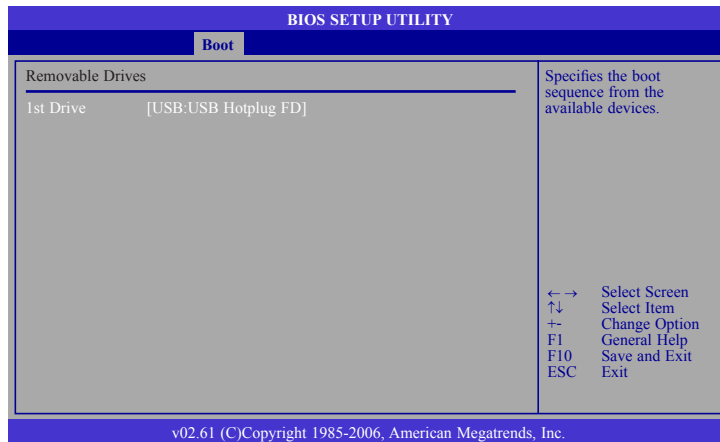 BIOS SETUP UTILITY
Boot
Removable Drives
1st Drive [USB:USB Hotplug FD]
Specifies the boot
sequence from the
available devices.
←→ Select Screen
↑↓ Select Item
+- Change Option
F1 General Help
F10 Save and Exit
ESC Exit
v02.61 (C)Copyright 1985-2006, American Megatrends, Inc.